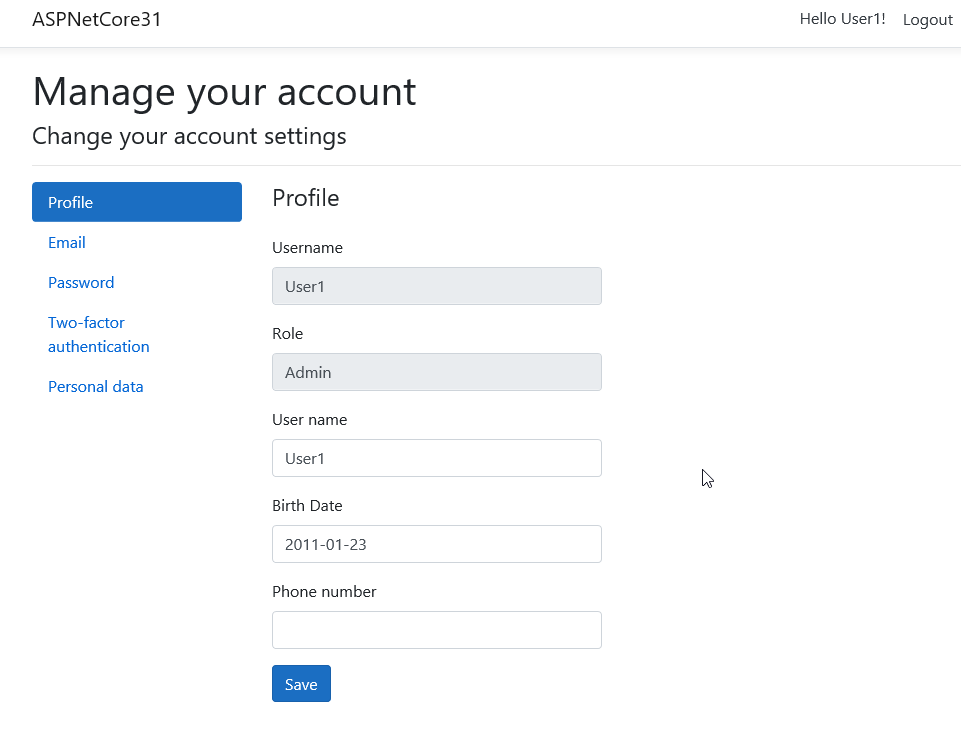 ASPNetCore31
Hello User1!
Logout
Manage your account
Change your account settings
Profile
Email
Password
Two-factor
authentication
Personal data
Profile
Username
User1
Role
Admin
User name
User1
Birth Date
2011-01-23
Phone number
Save